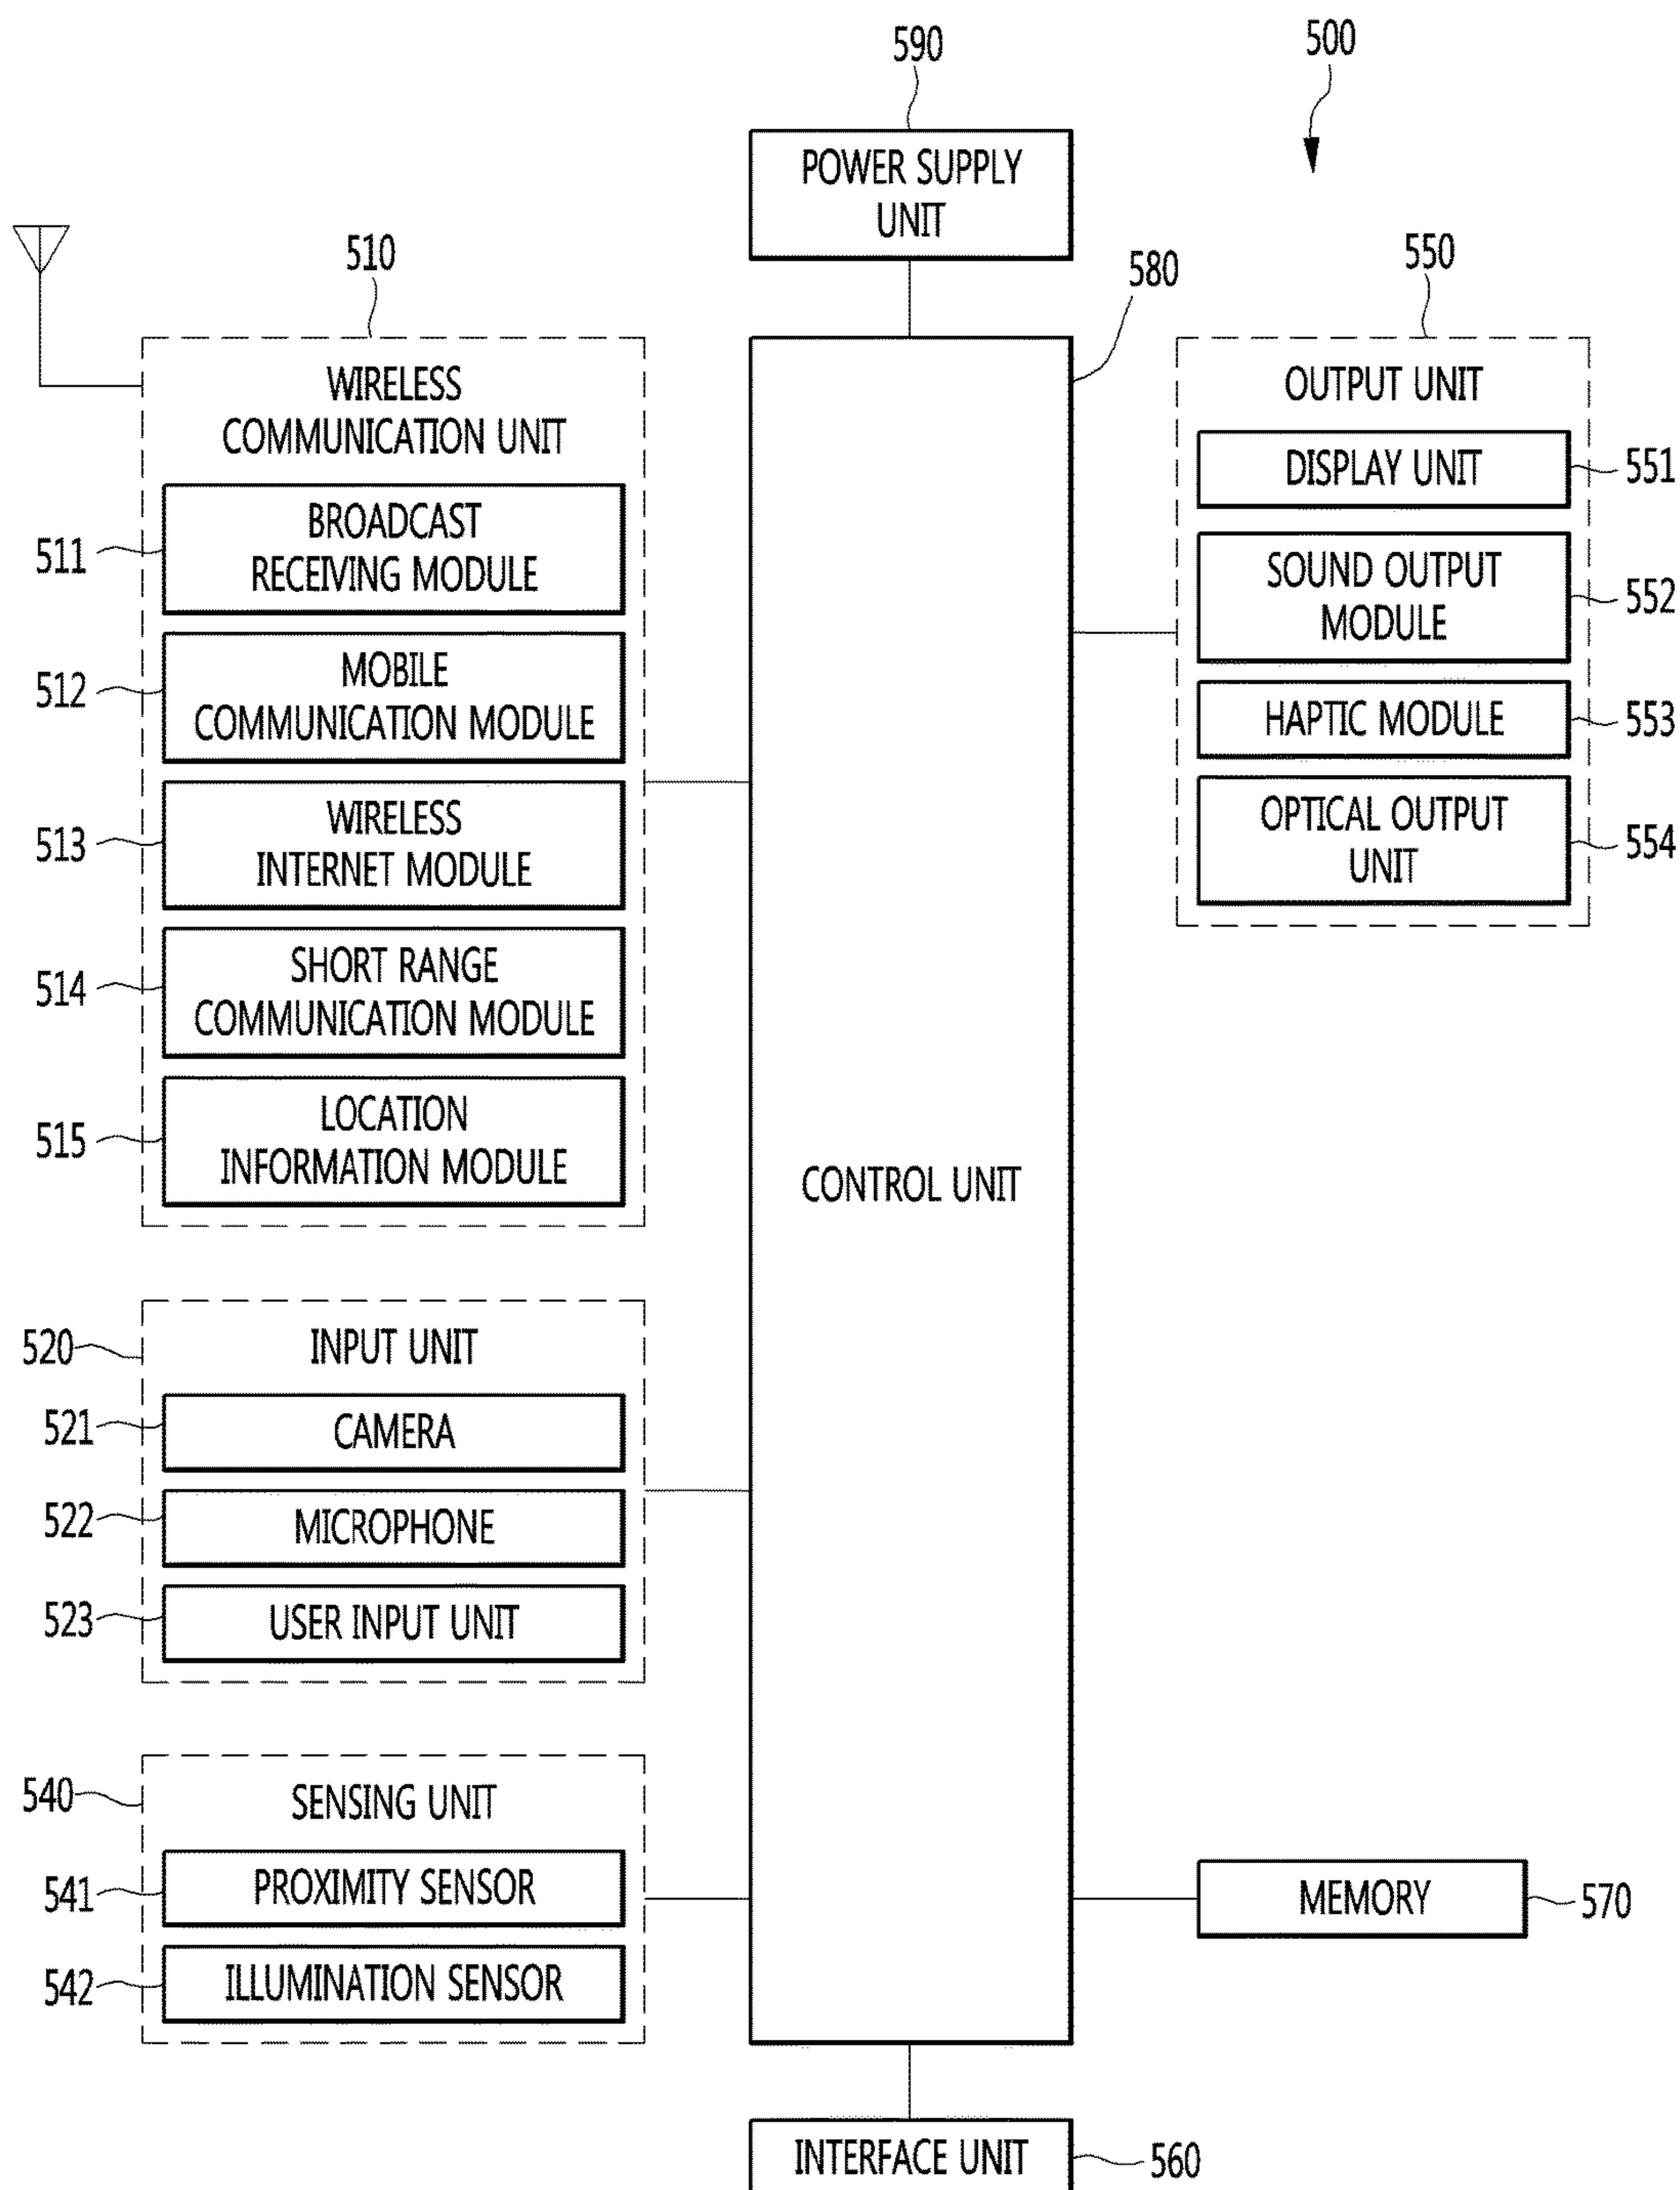 500
590
POWER SUPPLY
UNIT
510
580
550
WIRELESS
COMMUNICATION UNIT
511
BROADCAST
RECEIVING MODULE
512
MOBILE
COMMUNICATION MODULE
513
WIRELESS
INTERNET MODULE
514
SHORT RANGE
COMMUNICATION MODULE
515
LOCATION
INFORMATION MODULE
520
INPUT UNIT
521
CAMERA
522
MICROPHONE
523
USER INPUT UNIT
540
SENSING UNIT
541
PROXIMITY SENSOR
542
ILLUMINATION SENSOR
CONTROL UNIT
OUTPUT UNIT
DISPLAY UNIT
551
SOUND OUTPUT
MODULE
552
HAPTIC MODULE
553
OPTICAL OUTPUT
UNIT
554
MEMORY
570
INTERFACE UNIT
560